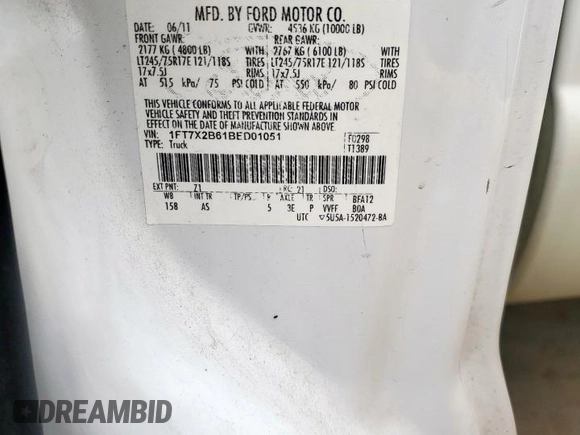 MFD. BY FORD MOTOR CO.
DATE: 06/11 GVWR: 4536 KG (10000 LB)
FRONT GAWR: REAR GAWR:
2177 KG (4800 LB) WITH 2767 KG (6100 LB) WITH
LT245/75R17E 121/118S TIRES LT245/75R17E 121/118S TIRES
17x7.5J RIMS 17x7.5J RIMS
AT 515 kPa/ 75 PSI COLD AT 550 kPa/ 80 PSI COLD
THIS VEHICLE CONFORMS TO ALL APPLICABLE FEDERAL MOTOR
VEHICLE SAFETY AND THEFT PREVENTION STANDARDS IN EFFECT ON
THE DATE OF MANUFACTURE SHOWN ABOVE.
VIN: 1FT7X2B61BED01051 F0298
TYPE: Truck T1389
EXT PNT: Z1 RC: 21 DSO:
WB INT TR TP/PS R AXLE TR SPR BFA12
158 AS 5 3E P VVFF BOA
UTC ▽5U5A-1520472-BA
DREAMBID